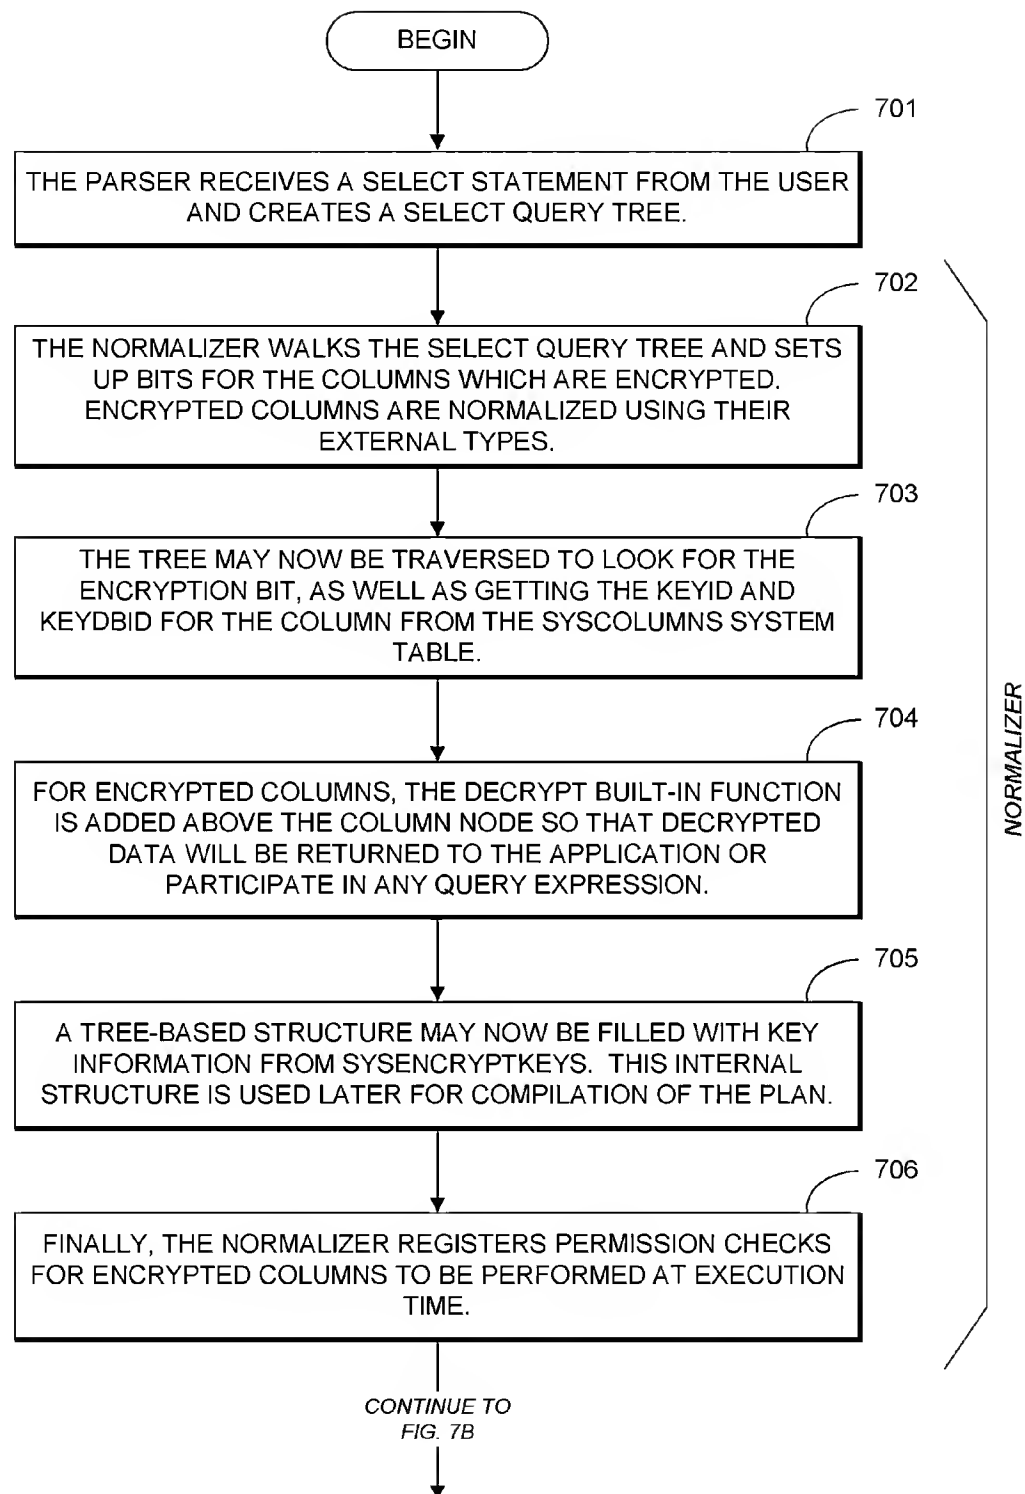 BEGIN
701
THE PARSER RECEIVES A SELECT STATEMENT FROM THE USER
AND CREATES A SELECT QUERY TREE.
702
THE NORMALIZER WALKS THE SELECT QUERY TREE AND SETS
UP BITS FOR THE COLUMNS WHICH ARE ENCRYPTED.
ENCRYPTED COLUMNS ARE NORMALIZED USING THEIR
EXTERNAL TYPES.
703
THE TREE MAY NOW BE TRAVERSED TO LOOK FOR THE
ENCRYPTION BIT, AS WELL AS GETTING THE KEYID AND
KEYDBID FOR THE COLUMN FROM THE SYSCOLUMNS SYSTEM
TABLE.
704
FOR ENCRYPTED COLUMNS, THE DECRYPT BUILT-IN FUNCTION
IS ADDED ABOVE THE COLUMN NODE SO THAT DECRYPTED
DATA WILL BE RETURNED TO THE APPLICATION OR
PARTICIPATE IN ANY QUERY EXPRESSION.
705
A TREE-BASED STRUCTURE MAY NOW BE FILLED WITH KEY
INFORMATION FROM SYSENCRYPTKEYS. THIS INTERNAL
STRUCTURE IS USED LATER FOR COMPILATION OF THE PLAN.
706
FINALLY, THE NORMALIZER REGISTERS PERMISSION CHECKS
FOR ENCRYPTED COLUMNS TO BE PERFORMED AT EXECUTION
TIME.
NORMALIZER
CONTINUE TO
FIG. 7B